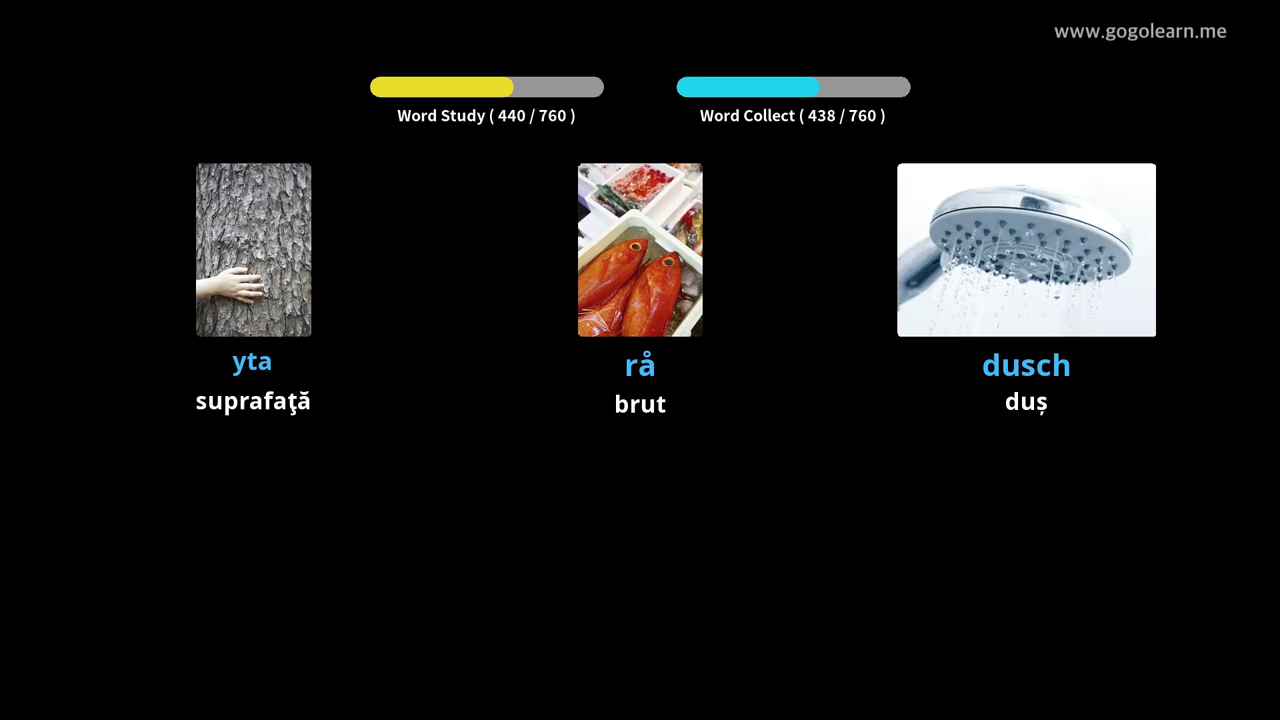 www.gogolearn.me
Word Study ( 440 / 760 )
Word Collect ( 438 / 760 )
yta
suprafaţă
rå
brut
dusch
duș